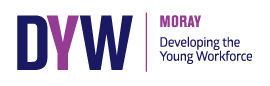 DYW
MORAY
Developing the
Young Workforce